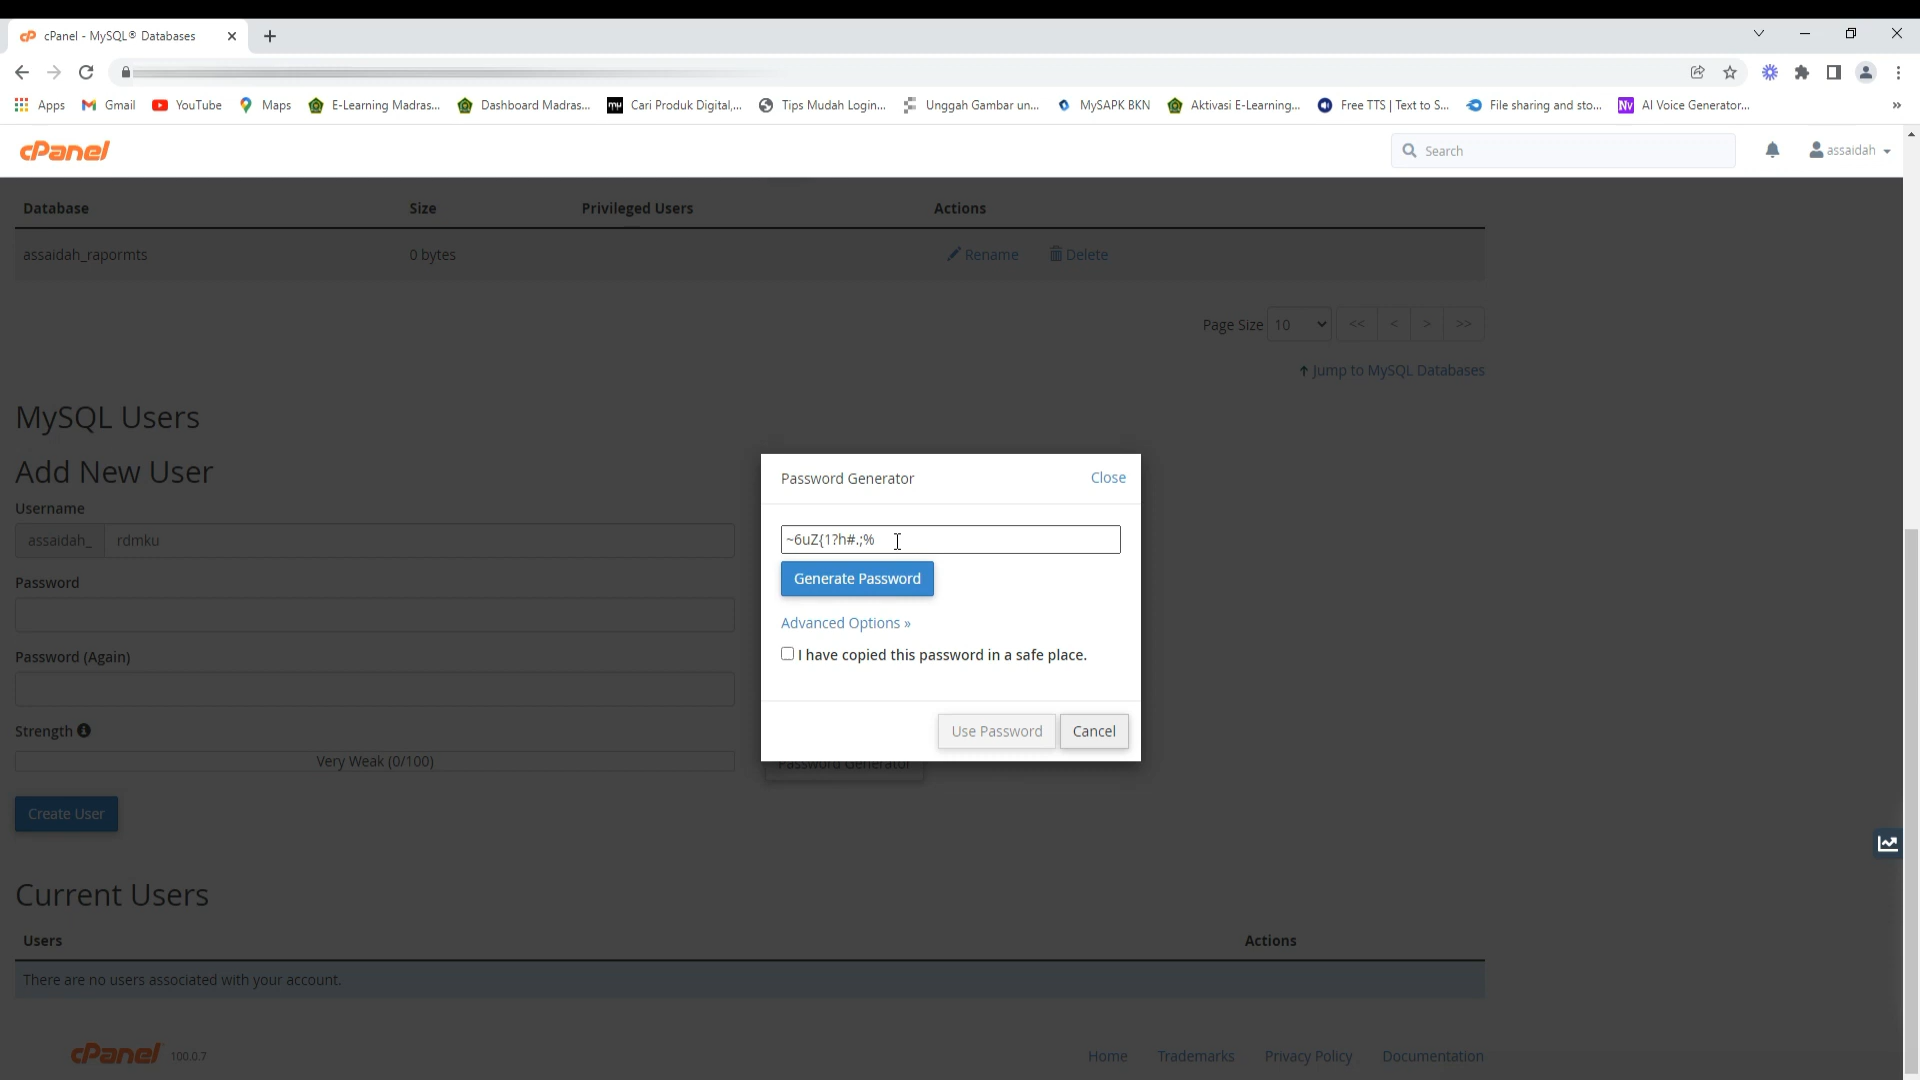 cPanel - MySQL® Databases
Apps Gmail YouTube Maps E-Learning Madras... Dashboard Madras... Cari Produk Digital,... Tips Mudah Login... Unggah Gambar un... MySAPK BKN Aktivasi E-Learning... Free TTS | Text to S... File sharing and sto... AI Voice Generator... »
cPanel Search assaidah
Database Size Privileged Users Actions
assaidah_rapormts 0 bytes Rename Delete
Page Size 10 << < > >>
Jump to MySQL Databases
MySQL Users
Add New User
Username
assaidah_ rdmku
Password
Password (Again)
Strength
Very Weak (0/100)
Password Generator
Create User
Password Generator Close
~6uZ{1?h#.;%
Generate Password
Advanced Options »
I have copied this password in a safe place.
Use Password Cancel
Current Users
Users Actions
There are no users associated with your account.
cPanel 100.0.7 Home Trademarks Privacy Policy Documentation